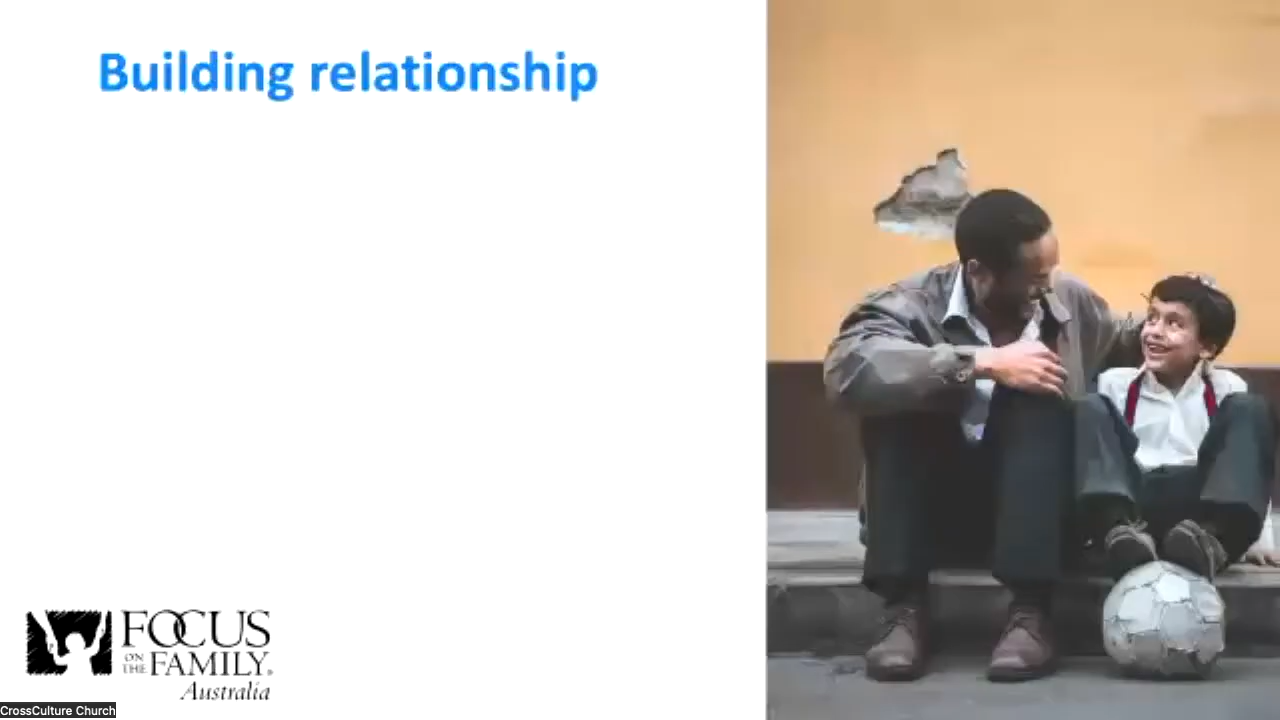 Building relationship
FOCUS
ON THE FAMILY®
Australia
CrossCulture Church